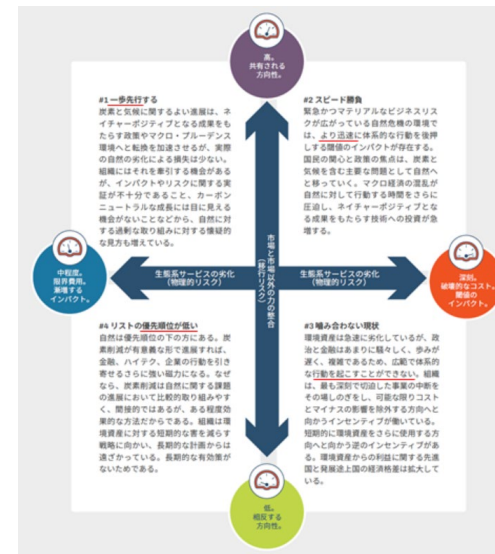 高。
共有される
方向性。
#1 一歩先行する
炭素と気候に関するよい進展は、ネ
イチャーポジティブとなる成果をも
たらす政策やマクロ・プルーデンス
環境へと転換を加速させるが、実際
の自然の劣化による損失は少ない。
組織にはそれを牽引する機会がある
が、インパクトやリスクに関する実
証が不十分であること、カーボン
ニュートラルな成長には目に見える
機会がないことなどから、自然に対
する過剰な取り組みに対する懐疑的
な見方も増えている。
#2 スピード勝負
緊急かつマテリアルなビジネスリス
クが広がっている自然危機の環境で
は、より迅速に体系的な行動を後押
しする閾値のインパクトが存在する。
国民の関心と政策の焦点は、炭素と
気候を含む主要な問題として自然へ
と移っていく。マクロ経済の混乱が
自然に対して行動する時間をさらに
圧迫し、ネイチャーポジティブとな
る成果をもたらす技術への投資が急
増する。
中程度。
限界費用。
漸増する
インパクト。
生態系サービスの劣化
(物理的リスク)
市場と市場以外の力の整合
(移行リスク)
生態系サービスの劣化
(物理的リスク)
深刻。
破壊的なコスト。
閾値の
インパクト。
#4 リストの優先順位が低い
自然は優先順位の下の方にある。炭
素削減が有意義な形で進展すれば、
金融、ハイテク、企業の行動を引き
寄せるさらに強い磁力になる。なぜ
なら、炭素削減は自然に関する課題
の進展において比較的取り組みやす
く、間接的ではあるが、ある程度効
果的な方法だからである。組織は環
境資産に対する短期的な害を減らす
戦略に向かい、長期的な計画からは
遠ざかっている。長期的な有効策が
ないためである。
#3 噛み合わない現状
環境資産は急速に劣化しているが、政
治と金融はあまりに騒々しく、歩みが
遅く、複雑であるため、広範で体系的
な行動を起こすことができない。組織
は、最も深刻で切迫した事業の中断を
その場しのぎをし、可能な限りコスト
とマイナスの影響を除外する方向へと
向かうインセンティブが働いている。
短期的に環境資産をさらに使用する方
向へと向かう逆のインセンティブがあ
る。環境資産からの利益に関する先進
国と発展途上国の経済格差は拡大して
いる。
低。
相反する
方向性。